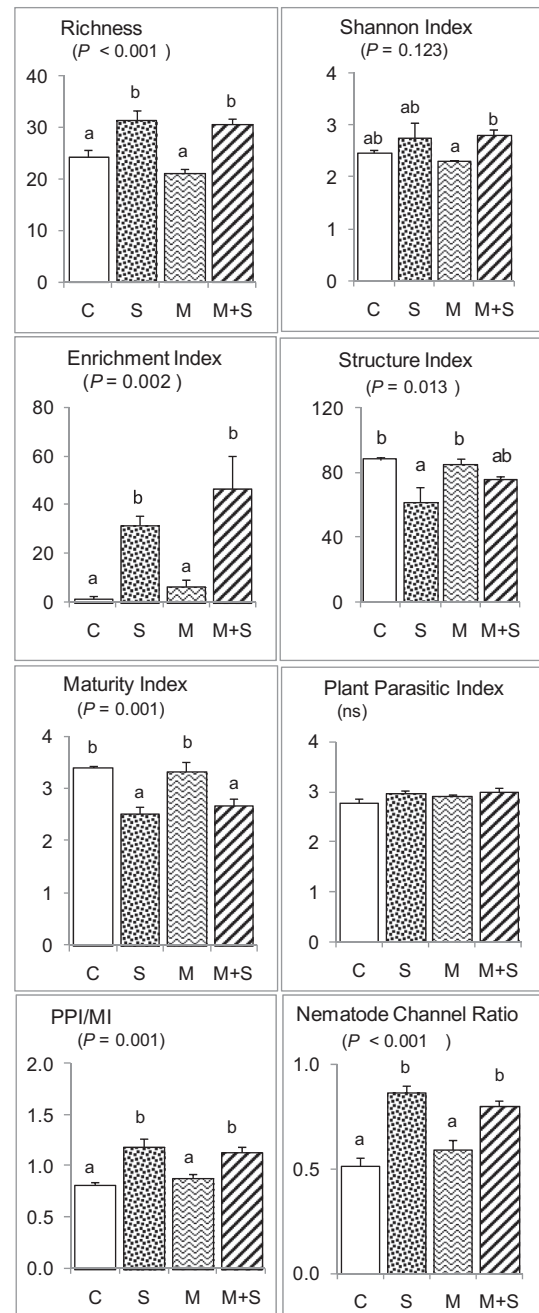 Richness
(P < 0.001 )
40
30
20
10
0
a
b
a
b
C S M M+S
Shannon Index
(P = 0.123)
4
3
2
1
0
ab
ab
a
b
C S M M+S
Enrichment Index
(P = 0.002 )
80
60
40
20
0
a
b
a
b
C S M M+S
Structure Index
(P = 0.013 )
120
80
40
0
b
a
b
ab
C S M M+S
Maturity Index
(P = 0.001)
4
3
2
1
0
b
a
b
a
C S M M+S
Plant Parasitic Index
(ns)
4
3
2
1
0
C S M M+S
PPI/MI
(P = 0.001)
2.0
1.5
1.0
0.5
0.0
a
b
a
b
C S M M+S
Nematode Channel Ratio
(P < 0.001 )
1.0
0.5
0.0
a
b
a
b
C S M M+S